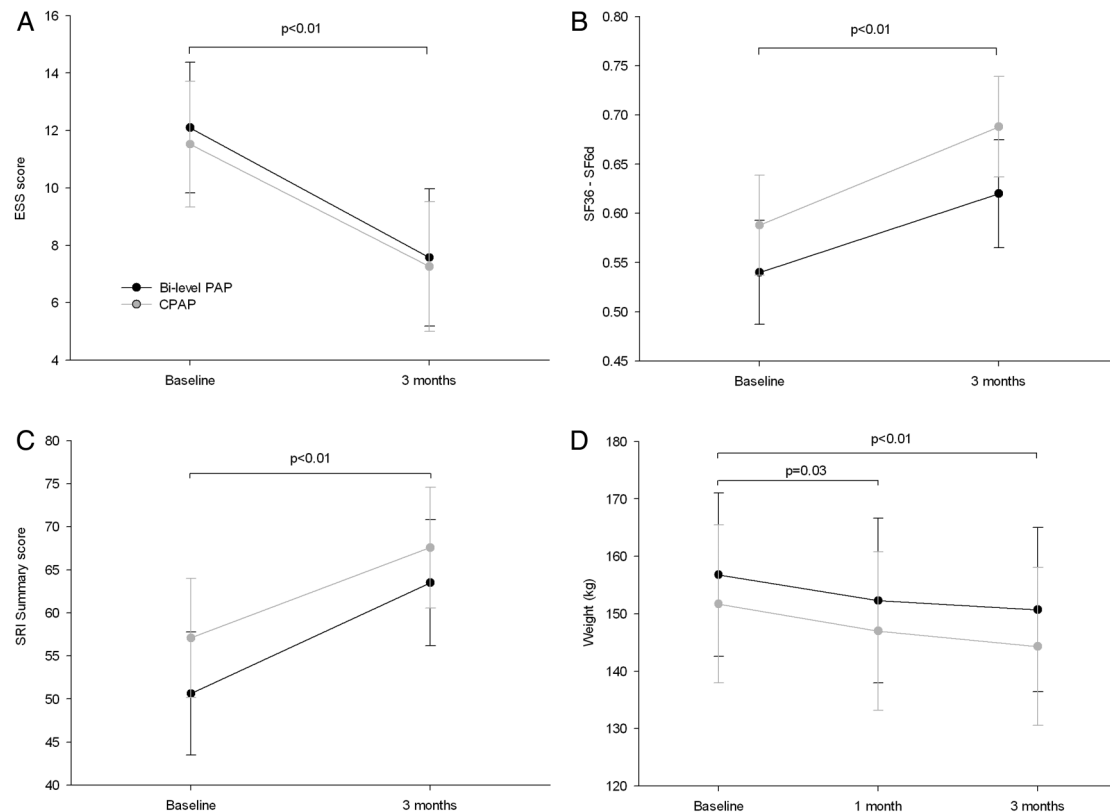 A
16
14
12
10
8
6
4
ESS score
p<0.01
Bi-level PAP
CPAP
Baseline
3 months
B
0.80
0.75
0.70
0.65
0.60
0.55
0.50
0.45
SF36 - SF6d
p<0.01
Baseline
3 months
C
80
75
70
65
60
55
50
45
40
SRI Summary score
p<0.01
Baseline
3 months
D
180
170
160
150
140
130
120
Weight (kg)
p<0.01
p=0.03
Baseline
1 month
3 months